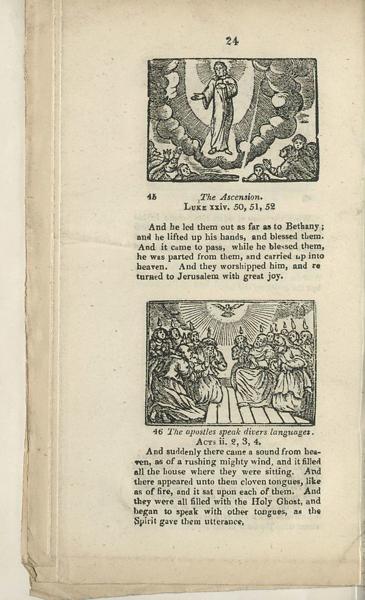 24
45 The Ascension.
LUKE xxiv. 50, 51, 52
And he led them out as far as to Bethany;
and he lifted up his hands, and blessed them.
And it came to pass, while he blessed them,
he was parted from them, and carried up into
heaven. And they worshipped him, and re
turned to Jerusalem with great joy.
46 The apostles speak divers languages.
ACTS ii. 2, 3, 4.
And suddenly there came a sound from hea-
ven, as of a rushing mighty wind, and it filled
all the house where they were sitting. And
there appeared unto them cloven tongues, like
as of fire, and it sat upon each of them. And
they were all filled with the Holy Ghost, and
began to speak with other tongues, as the
Spirit gave them utterance,